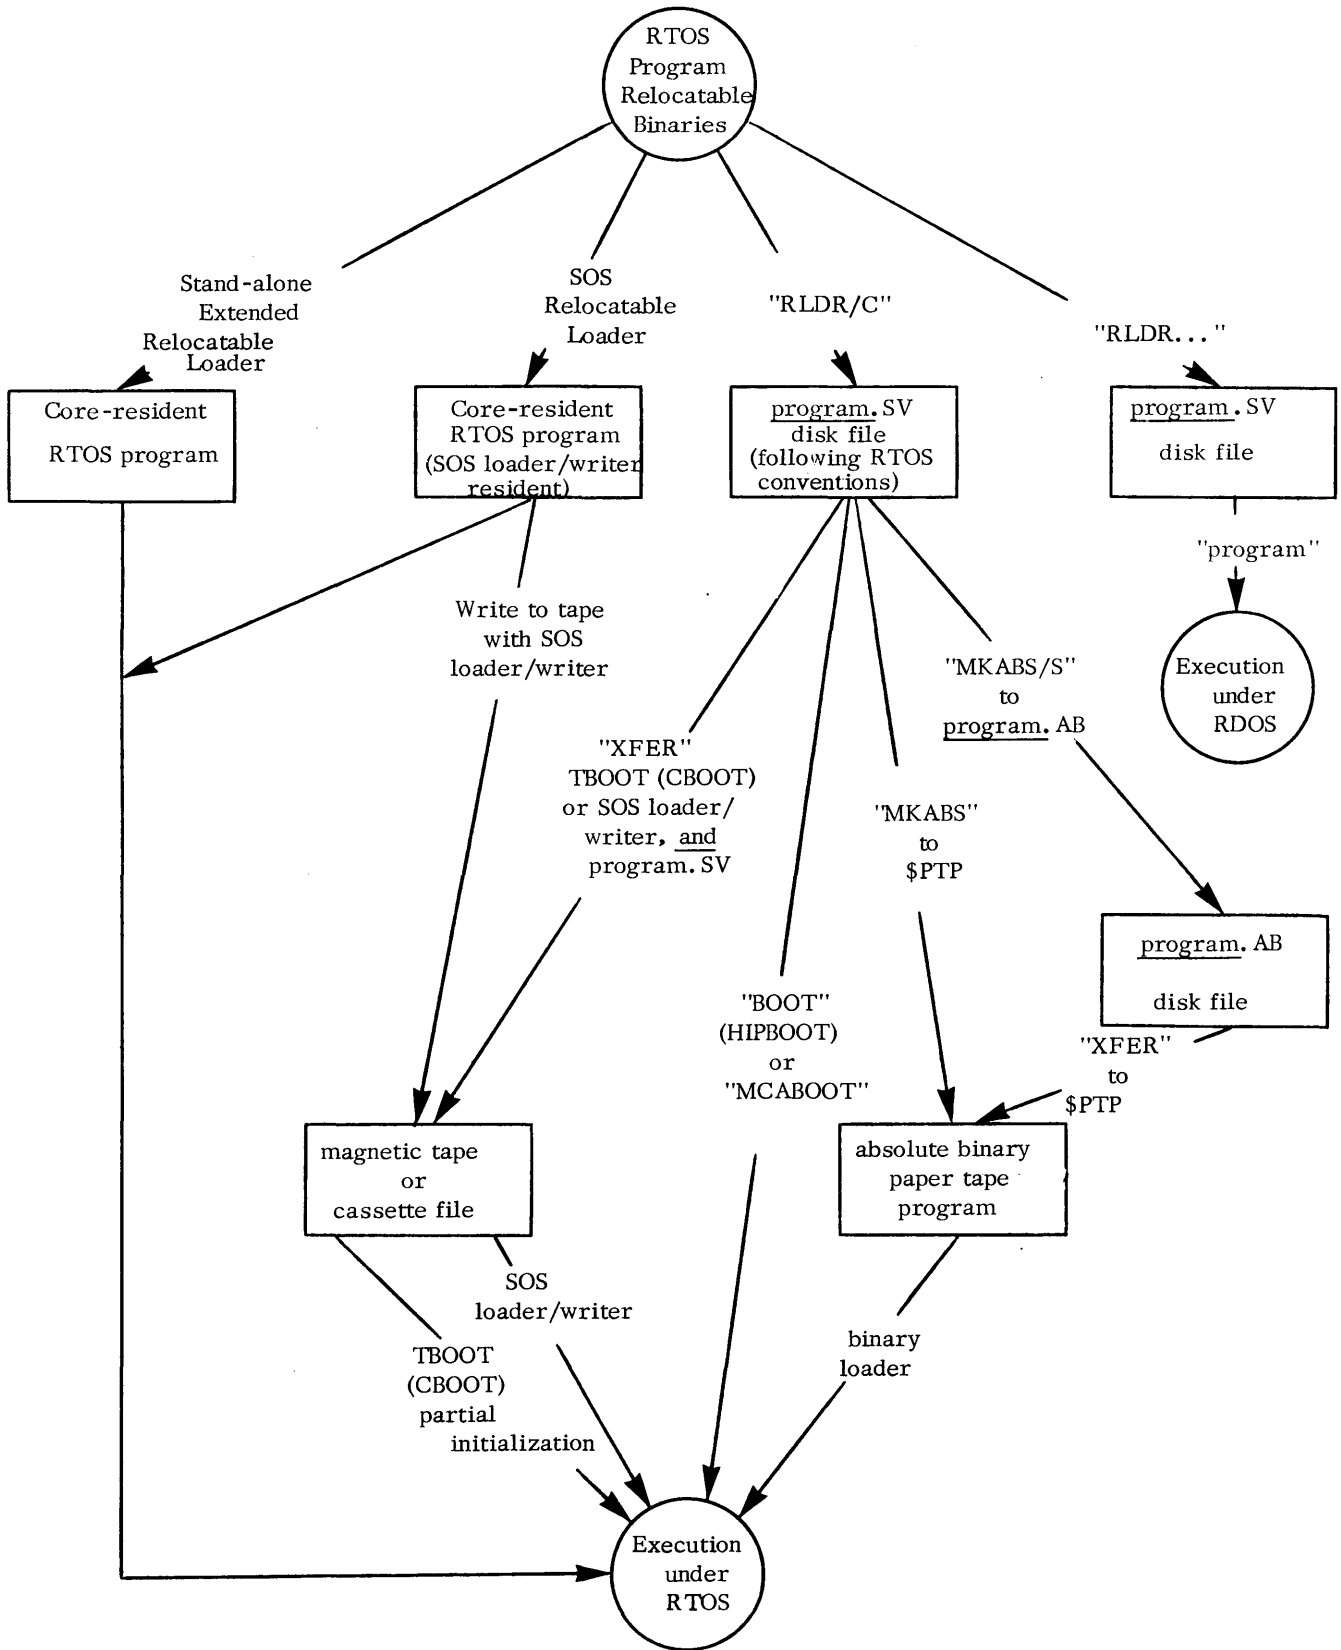 RTOS
Program
Relocatable
Binaries
Stand-alone
Extended
Relocatable
Loader
SOS
Relocatable
Loader
"RLDR/C"
"RLDR... "
Core-resident
RTOS program
Core-resident
RTOS program
(SOS loader/writer
resident)
program.SV
disk file
(following RTOS
conventions)
program.SV
disk file
"program"
Execution
under
RDOS
Write to tape
with SOS
loader/writer
"XFER"
TBOOT (CBOOT)
or SOS loader/
writer, and
program.SV
"MKABS/S"
to
program.AB
"MKABS"
to
$PTP
program.AB
disk file
"BOOT"
(HIPBOOT)
or
"MCABOOT"
"XFER"
to
$PTP
magnetic tape
or
cassette file
absolute binary
paper tape
program
SOS
loader/writer
TBOOT
(CBOOT)
partial
initialization
binary
loader
Execution
under
RTOS